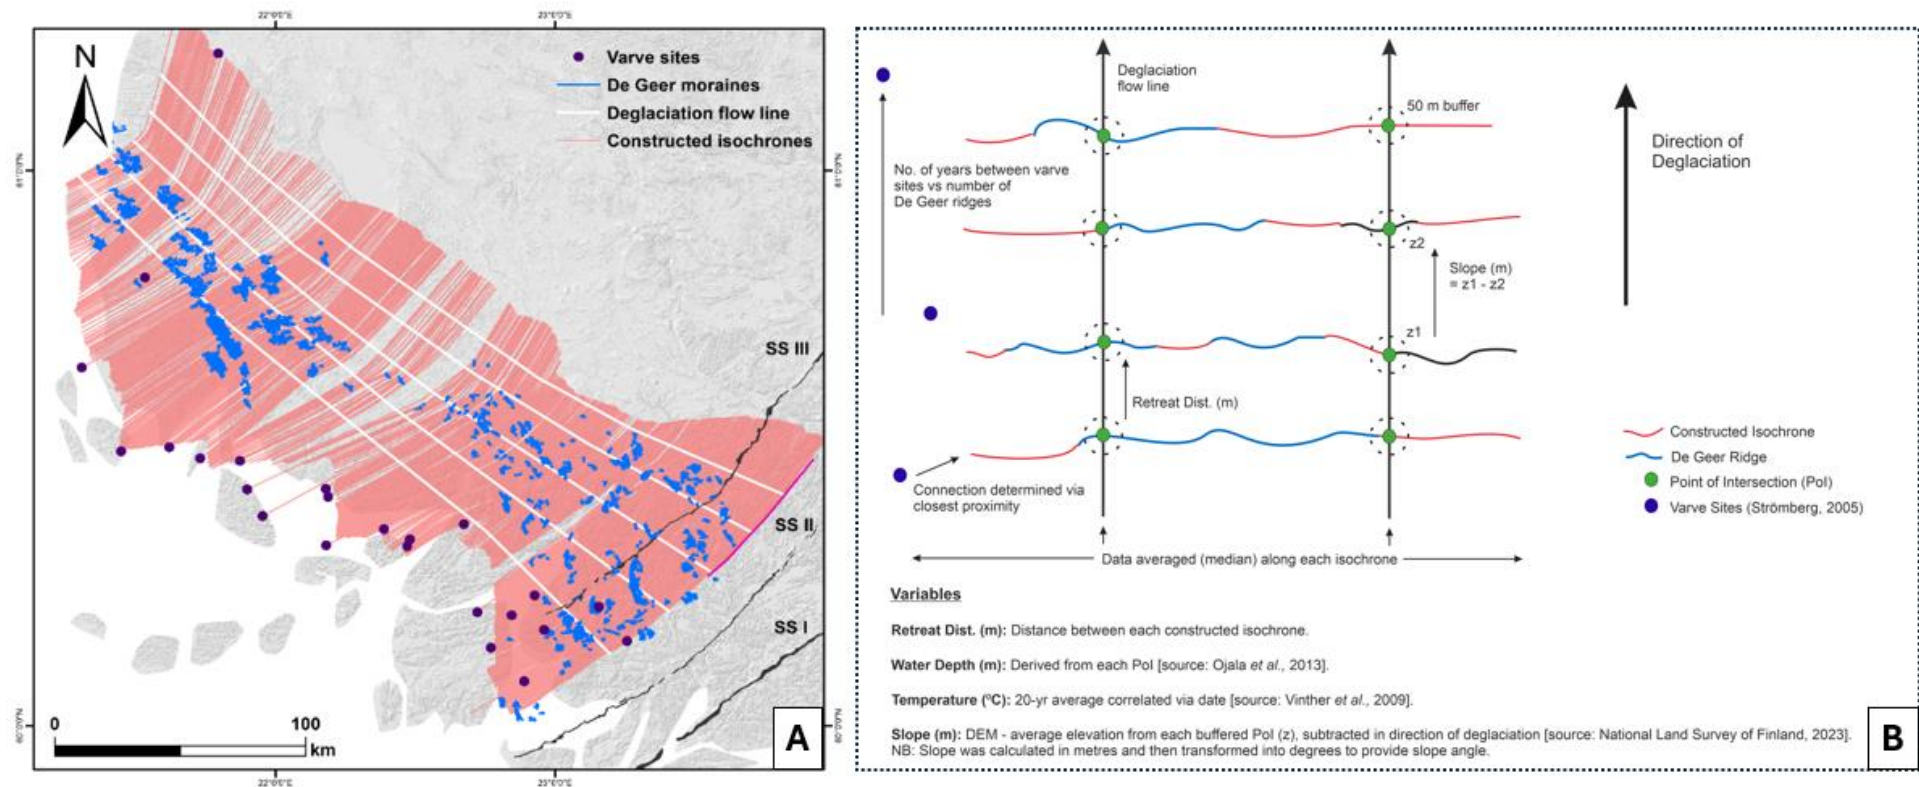 22°0'0"E
23°0'0"E
N
Varve sites
De Geer moraines
Deglaciation flow line
Constructed isochrones
61°0'0"N
61°0'0"N
SS III
SS II
SS I
60°0'0"N
60°0'0"N
0
100
km
A
22°0'0"E
23°0'0"E
Deglaciation
flow line
50 m buffer
Direction of
Deglaciation
No. of years between varve
sites vs number of
De Geer ridges
z2
Slope (m)
= z1 - z2
z1
Retreat Dist. (m)
Connection determined via
closest proximity
Constructed Isochrone
De Geer Ridge
Point of Intersection (PoI)
Varve Sites (Strömberg, 2005)
Data averaged (median) along each isochrone
Variables
Retreat Dist. (m): Distance between each constructed isochrone.
Water Depth (m): Derived from each PoI [source: Ojala et al., 2013].
Temperature (ºC): 20-yr average correlated via date [source: Vinther et al., 2009].
Slope (m): DEM - average elevation from each buffered PoI (z), subtracted in direction of deglaciation [source: National Land Survey of Finland, 2023].
NB: Slope was calculated in metres and then transformed into degrees to provide slope angle.
B